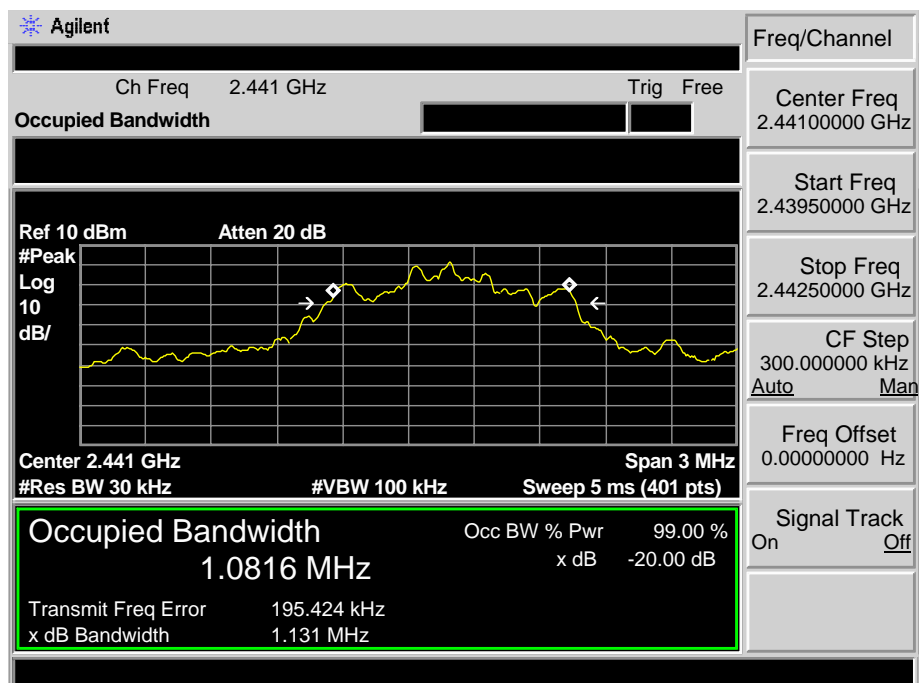 Agilent
Freq/Channel
Ch Freq 2.441 GHz Trig Free
Occupied Bandwidth
Center Freq
2.44100000 GHz
Start Freq
2.43950000 GHz
Ref 10 dBm Atten 20 dB
#Peak
Log
10
dB/
Stop Freq
2.44250000 GHz
CF Step
300.000000 kHz
Auto Man
Freq Offset
0.00000000 Hz
Center 2.441 GHz Span 3 MHz
#Res BW 30 kHz #VBW 100 kHz Sweep 5 ms (401 pts)
Signal Track
On Off
Occupied Bandwidth Occ BW % Pwr 99.00 %
1.0816 MHz x dB -20.00 dB
Transmit Freq Error 195.424 kHz
x dB Bandwidth 1.131 MHz